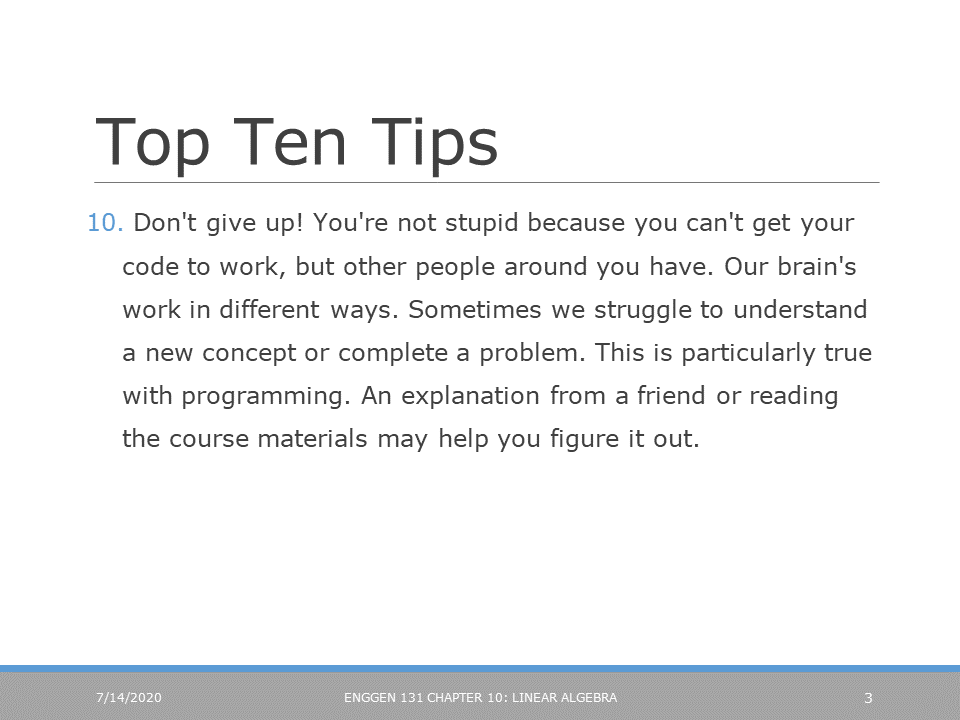 Top Ten Tips
10. Don't give up! You're not stupid because you can't get your
code to work, but other people around you have. Our brain's
work in different ways. Sometimes we struggle to understand
a new concept or complete a problem. This is particularly true
with programming. An explanation from a friend or reading
the course materials may help you figure it out.
7/14/2020
ENGGEN 131 CHAPTER 10: LINEAR ALGEBRA
3